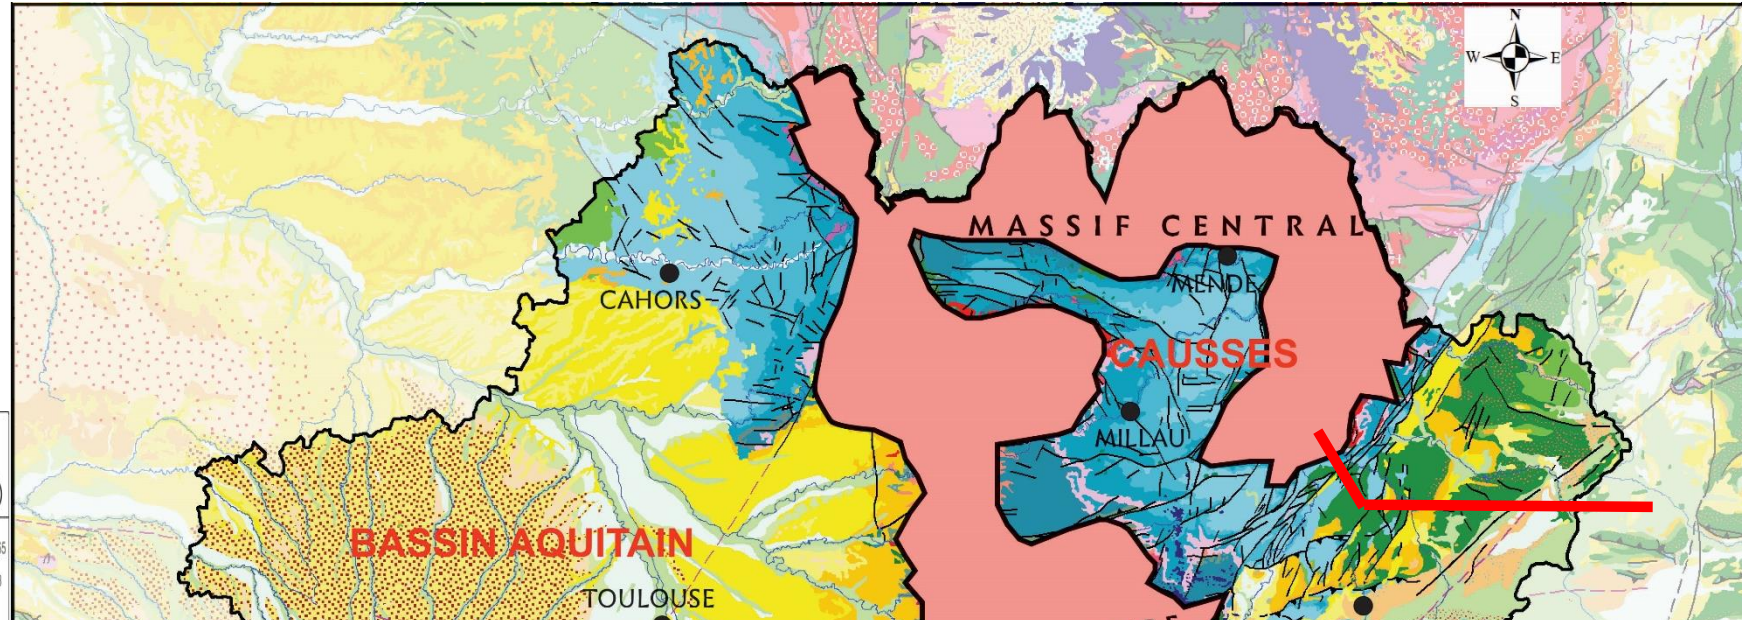 N
W E
S
MASSIF CENTRAL
MENDE
CAHORS
CAUSSES
MILLAU
BASSIN AQUITAIN
TOULOUSE